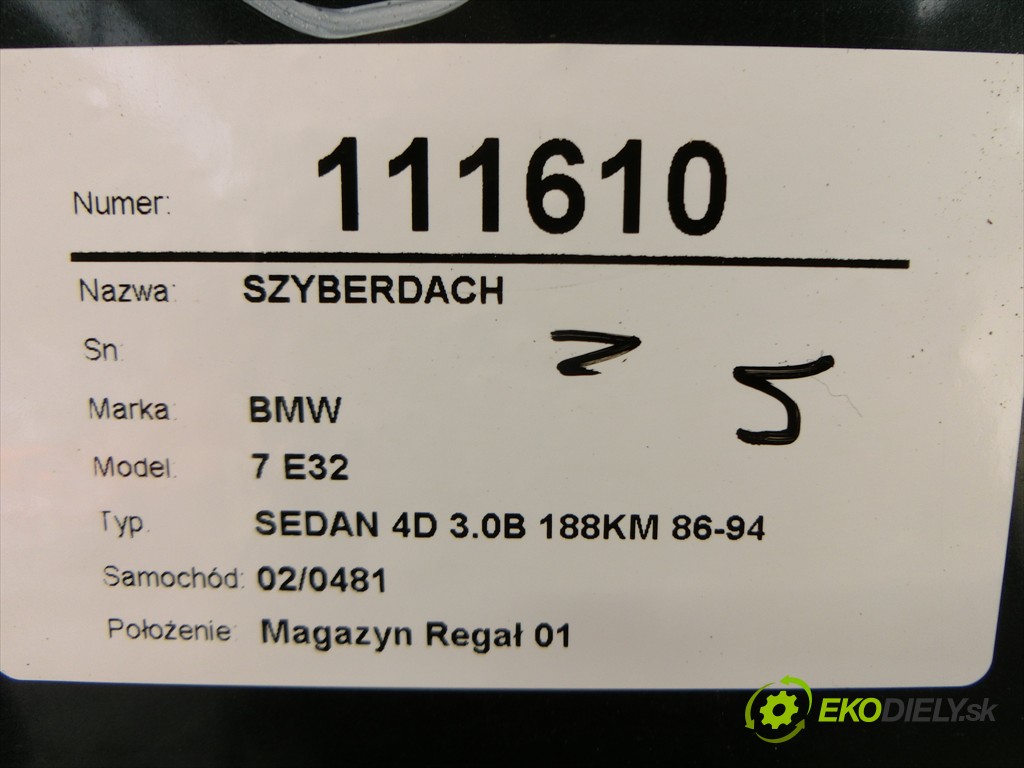 Numer: 111610
Nazwa: SZYBERDACH
Sn:
Marka: BMW
Model: 7 E32
Typ. SEDAN 4D 3.0B 188KM 86-94
Samochód: 02/0481
Położenie: Magazyn Regał 01
EKODIELY.sk